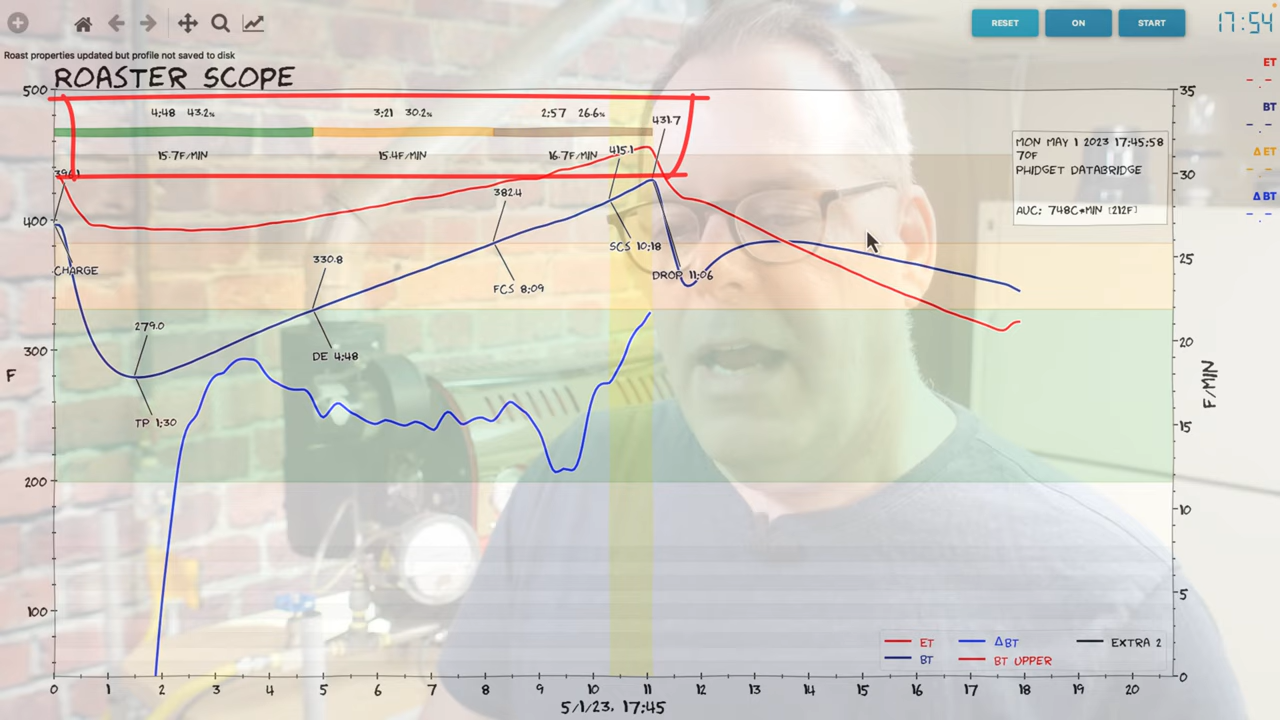 RESET
ON
START
17:54
Roast properties updated but profile not saved to disk
ROASTER SCOPE
ET
-.-
BT
-.-
Δ ET
-.-
Δ BT
-.-
500
400
300
200
100
F
4:48 43.2%
3:21 30.2%
2:57 26.6%
15.7F/MIN
15.4F/MIN
16.7F/MIN
CHARGE
279.0
TP 1:30
330.8
DE 4:48
382.4
FCS 8:09
415.1
SCS 10:18
431.7
DROP 11:06
MON MAY 1 2023 17:45:58
70F
PHIDGET DATABRIDGE
AUC: 748C*MIN [212F]
35
30
25
20
15
10
5
0
F/MIN
ET
BT
ΔBT
BT UPPER
EXTRA 2
0 1 2 3 4 5 6 7 8 9 10 11 12 13 14 15 16 17 18 19 20
5/1/23, 17:45